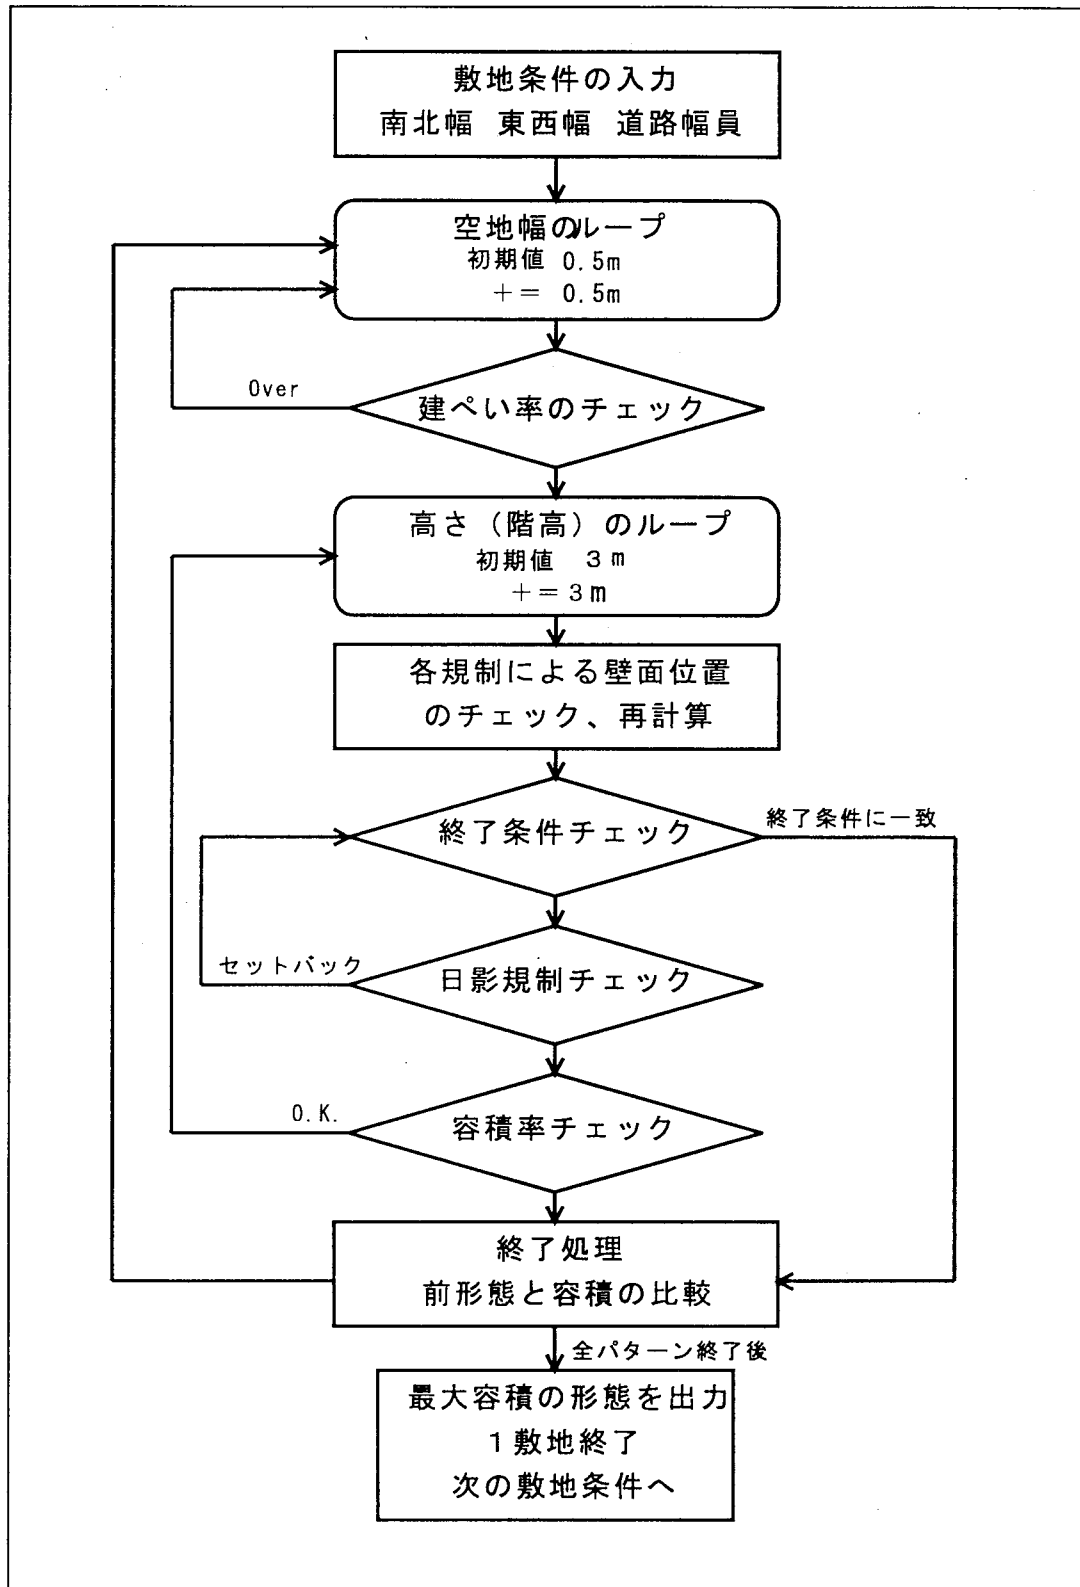 敷地条件の入力
南北幅 東西幅 道路幅員
空地幅のループ
初期値 0.5m
+= 0.5m
Over
建ぺい率のチェック
高さ（階高）のループ
初期値 3m
+=3m
各規制による壁面位置
のチェック、再計算
終了条件チェック
終了条件に一致
セットバック
日影規制チェック
O.K.
容積率チェック
終了処理
前形態と容積の比較
全パターン終了後
最大容積の形態を出力
1敷地終了
次の敷地条件へ